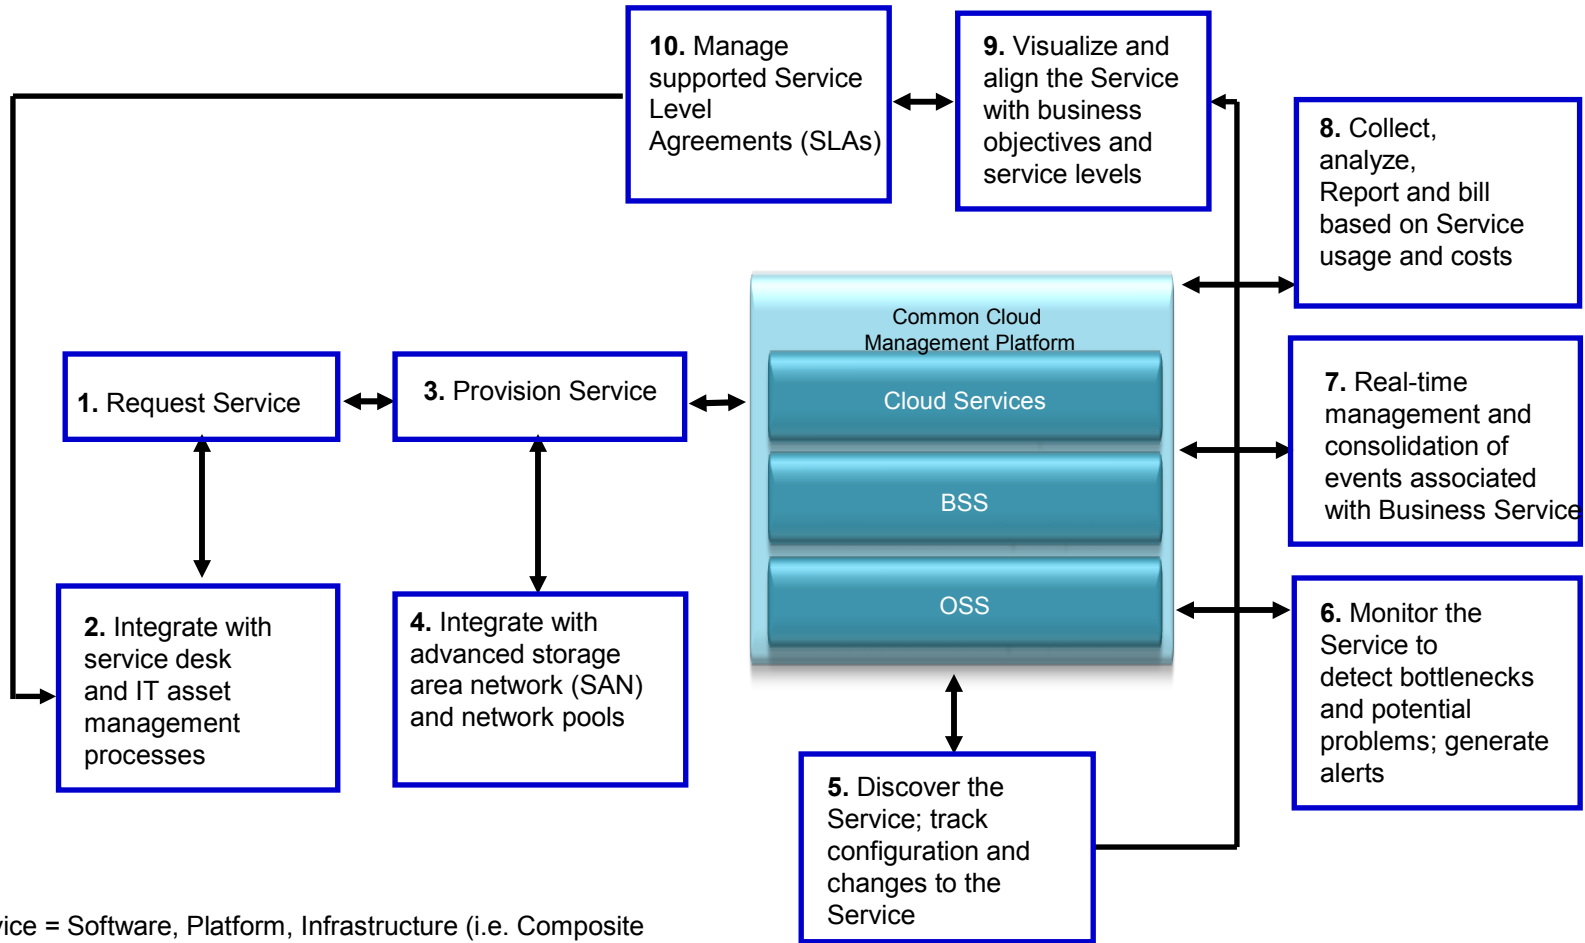 10. Manage
supported Service
Level
Agreements (SLAs)
9. Visualize and
align the Service
with business
objectives and
service levels
8. Collect,
analyze,
Report and bill
based on Service
usage and costs
Common Cloud
Management Platform
Cloud Services
BSS
OSS
1. Request Service
3. Provision Service
7. Real-time
management and
consolidation of
events associated
with Business Service
2. Integrate with
service desk
and IT asset
management
processes
4. Integrate with
advanced storage
area network (SAN)
and network pools
6. Monitor the
Service to
detect bottlenecks
and potential
problems; generate
alerts
5. Discover the
Service; track
configuration and
changes to the
Service
= Software, Platform, Infrastructure (i.e. Composite